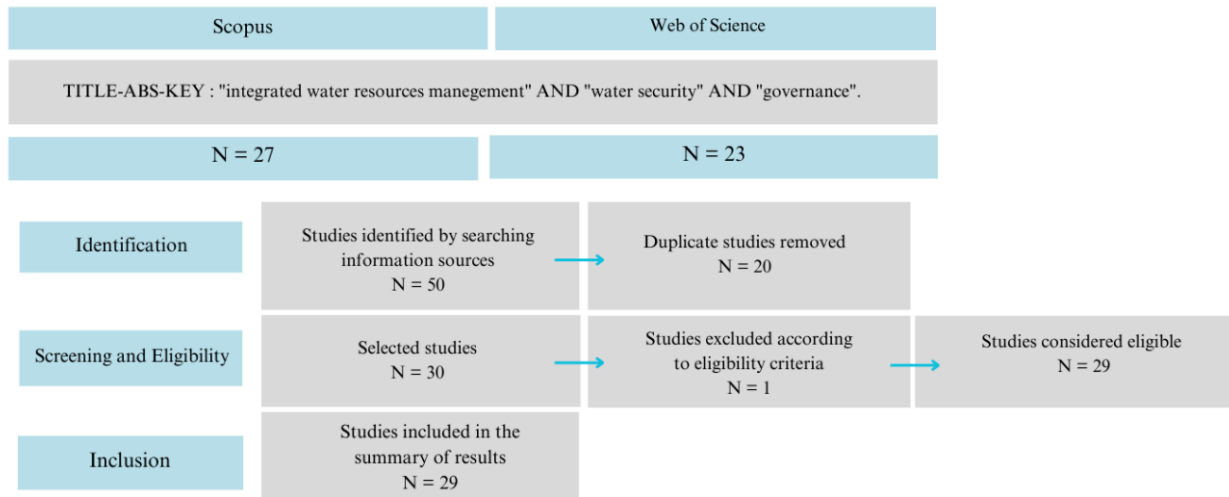 Scopus
Web of Science
TITLE-ABS-KEY : "integrated water resources manegement" AND "water security" AND "governance".
N = 27
N = 23
Identification
Studies identified by searching
information sources
N = 50
Duplicate studies removed
N = 20
Screening and Eligibility
Selected studies
N = 30
Studies excluded according
to eligibility criteria
N = 1
Studies considered eligible
N = 29
Inclusion
Studies included in the
summary of results
N = 29